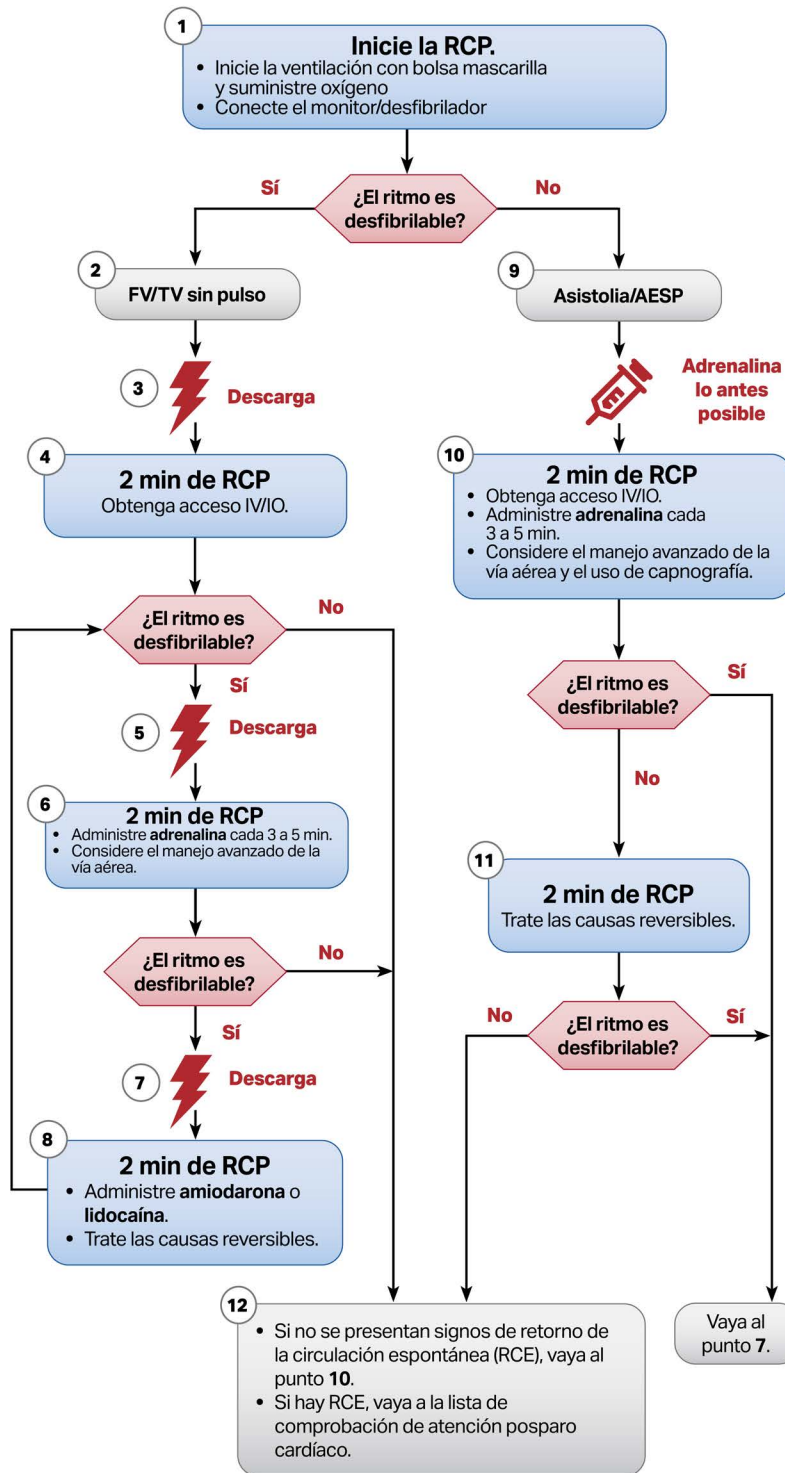 1
Inicie la RCP.
• Inicie la ventilación con bolsa mascarilla
y suministre oxígeno
• Conecte el monitor/desfibrilador
¿El ritmo es
desfibrilable?
Sí
No
2
FV/TV sin pulso
3
Descarga
4
2 min de RCP
Obtenga acceso IV/IO.
¿El ritmo es
desfibrilable?
No
Sí
5
Descarga
6
2 min de RCP
• Administre adrenalina cada 3 a 5 min.
• Considere el manejo avanzado de la
vía aérea.
¿El ritmo es
desfibrilable?
No
Sí
7
Descarga
8
2 min de RCP
• Administre amiodarona o
lidocaína.
• Trate las causas reversibles.
9
Asistolia/AESP
Adrenalina
lo antes
posible
10
2 min de RCP
• Obtenga acceso IV/IO.
• Administre adrenalina cada
3 a 5 min.
• Considere el manejo avanzado de la
vía aérea y el uso de capnografía.
¿El ritmo es
desfibrilable?
Sí
No
11
2 min de RCP
Trate las causas reversibles.
¿El ritmo es
desfibrilable?
No
Sí
12
• Si no se presentan signos de retorno de
la circulación espontánea (RCE), vaya al
punto 10.
• Si hay RCE, vaya a la lista de
comprobación de atención posparo
cardíaco.
Vaya al
punto 7.